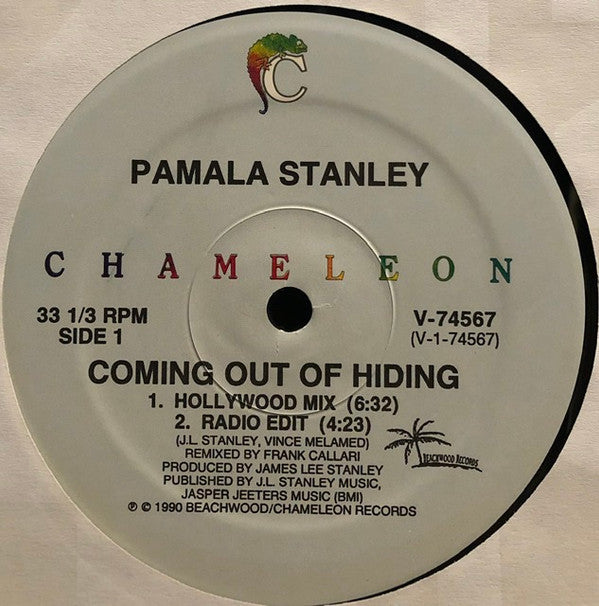 C
PAMALA STANLEY
CHAMELEON
33 1/3 RPM
SIDE 1
V-74567
(V-1-74567)
COMING OUT OF HIDING
1. HOLLYWOOD MIX (6:32)
2. RADIO EDIT (4:23)
(J.L. STANLEY, VINCE MELAMED)
REMIXED BY FRANK CALLARI
PRODUCED BY JAMES LEE STANLEY
PUBLISHED BY J.L. STANLEY MUSIC,
JASPER JEETERS MUSIC (BMI)
℗ © 1990 BEACHWOOD/CHAMELEON RECORDS
BEACHWOOD RECORDS